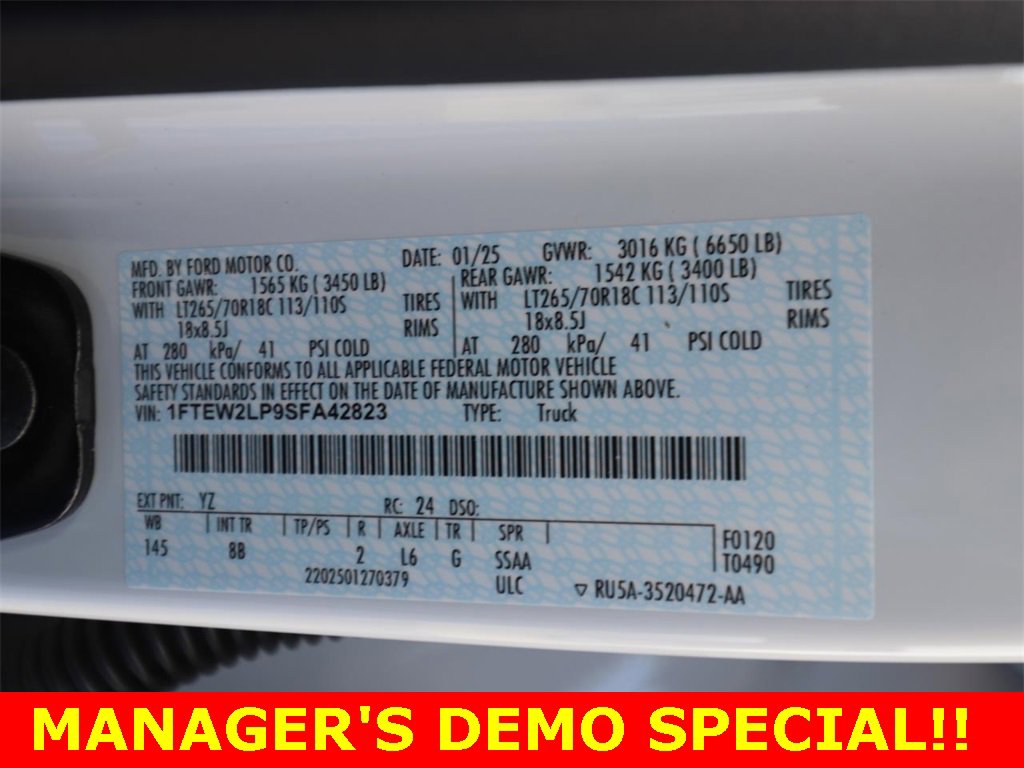 MFD. BY FORD MOTOR CO. DATE: 01/25 GVWR: 3016 KG ( 6650 LB)
FRONT GAWR: 1565 KG ( 3450 LB) REAR GAWR: 1542 KG ( 3400 LB)
WITH LT265/70R18C 113/110S TIRES WITH LT265/70R18C 113/110S TIRES
18x8.5J RIMS 18x8.5J RIMS
AT 280 kPa/ 41 PSI COLD AT 280 kPa/ 41 PSI COLD
THIS VEHICLE CONFORMS TO ALL APPLICABLE FEDERAL MOTOR VEHICLE
SAFETY STANDARDS IN EFFECT ON THE DATE OF MANUFACTURE SHOWN ABOVE.
VIN: 1FTEW2LP9SFA42823 TYPE: Truck
EXT PNT: YZ RC: 24 DSO:
WB INT TR TP/PS R AXLE TR SPR F0120
145 8B 2 L6 G SSAA T0490
2202501270379 ULC ▽ RU5A-3520472-AA
MANAGER'S DEMO SPECIAL!!